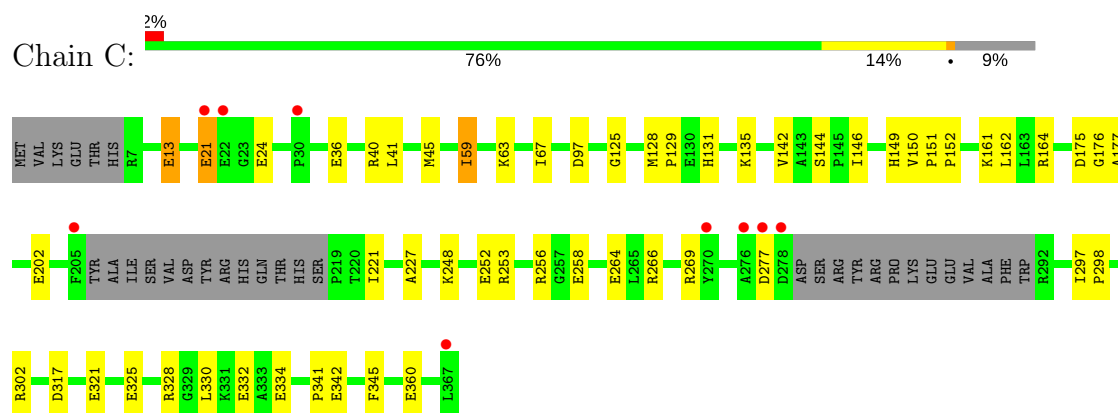 2%
Chain C:
76% 14% • 9%
MET VAL LYS GLU THR HIS R7 E13 E21 E22 G23 E24 P30 E36 R40 L41 M45 I59 K63 I67 D97 G125 M128 P129 E130 H131 K135 V142 A143 S144 P145 I146 H149 V150 P151 P152 K161 L162 L163 R164 D175 G176 A177
E202 F205 TYR ALA ILE SER VAL ASP TYR ARG HIS GLN THR HIS SER P219 T220 I221 A227 K248 E252 R253 R256 G257 E258 E264 L265 R266 R269 Y270 A276 D277 D278 ASP SER ARG TYR ARG PRO LYS GLU GLU VAL ALA PHE TRP R292 I297 P298
R302 D317 E321 E325 R328 G329 L330 K331 E332 A333 E334 P341 E342 F345 E360 L367